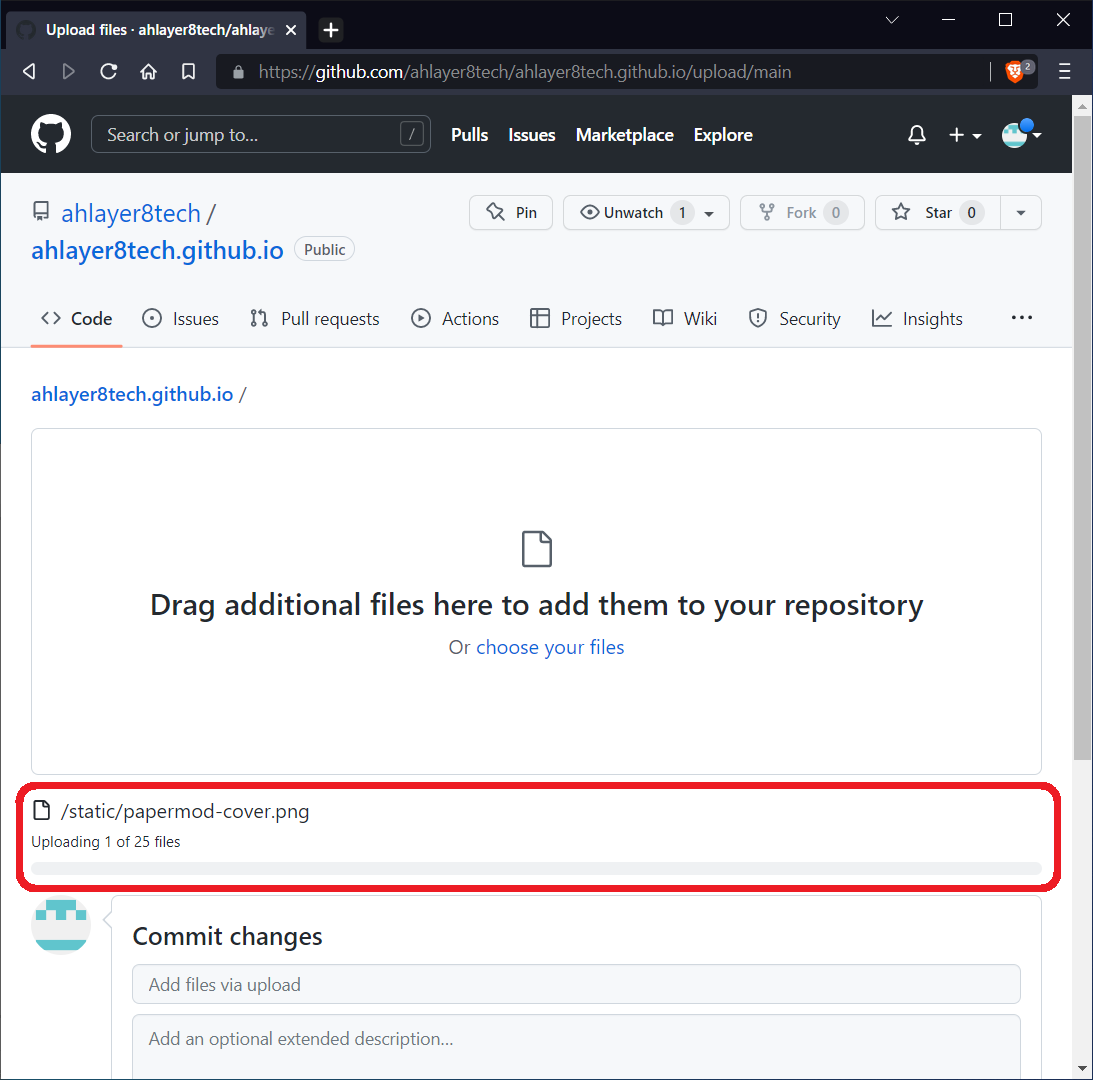 Upload files · ahlayer8tech/ahlaye
https://github.com/ahlayer8tech/ahlayer8tech.github.io/upload/main
2
Search or jump to... /
Pulls Issues Marketplace Explore
ahlayer8tech /
ahlayer8tech.github.io Public
Pin Unwatch 1 Fork 0 Star 0
Code Issues Pull requests Actions Projects Wiki Security Insights ...
ahlayer8tech.github.io /
Drag additional files here to add them to your repository
Or choose your files
/static/papermod-cover.png
Uploading 1 of 25 files
Commit changes
Add files via upload
Add an optional extended description...